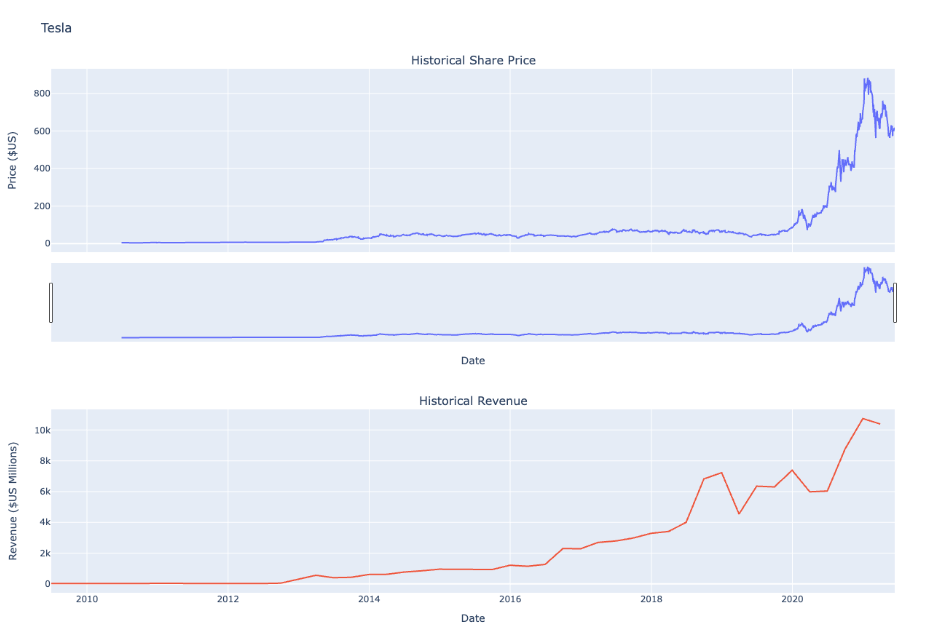 Tesla
Historical Share Price
Price ($US)
800
600
400
200
0
Date
Historical Revenue
Revenue ($US Millions)
10k
8k
6k
4k
2k
0
2010 2012 2014 2016 2018 2020
Date